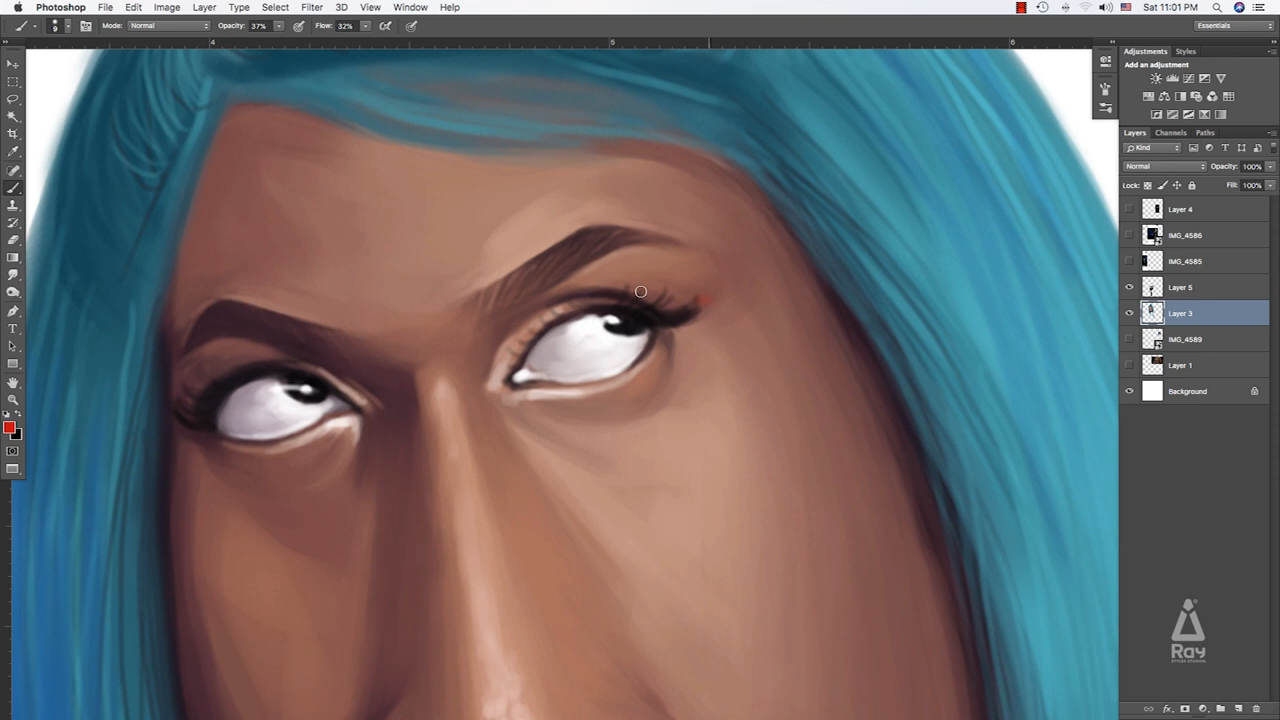 Photoshop File Edit Image Layer Type Select Filter 3D View Window Help Sat 11:01 PM
9 Mode: Normal Opacity: 37% Flow: 32% Essentials
4 5 6
Adjustments Styles
Add an adjustment
Layers Channels Paths
Kind
Normal Opacity: 100%
Lock: Fill: 100%
Layer 4
IMG_4586
IMG_4585
Layer 5
Layer 3
IMG_4589
Layer 1
Background
Ray
fx